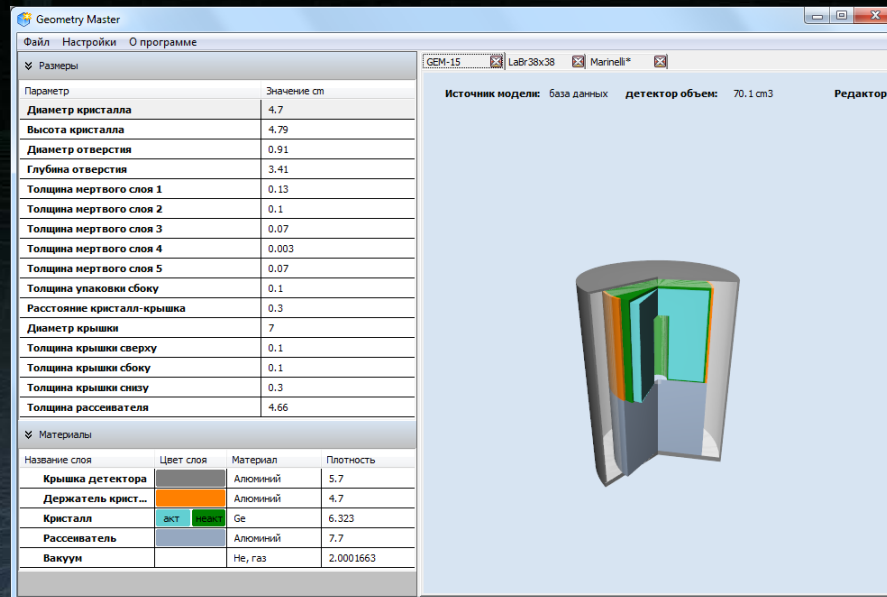 Geometry Master
Файл Настройки О программе
Размеры
Параметр Значение cm
Диаметр кристалла 4.7
Высота кристалла 4.79
Диаметр отверстия 0.91
Глубина отверстия 3.41
Толщина мертвого слоя 1 0.13
Толщина мертвого слоя 2 0.1
Толщина мертвого слоя 3 0.07
Толщина мертвого слоя 4 0.003
Толщина мертвого слоя 5 0.07
Толщина упаковки сбоку 0.1
Расстояние кристалл-крышка 0.3
Диаметр крышки 7
Толщина крышки сверху 0.1
Толщина крышки сбоку 0.1
Толщина крышки снизу 0.3
Толщина рассеивателя 4.66
Материалы
Название слоя Цвет слоя Материал Плотность
Крышка детектора Алюминий 5.7
Держатель крист... Алюминий 4.7
Кристалл акт неакт Ge 6.323
Рассеиватель Алюминий 7.7
Вакуум He, газ 2.0001663
GEM-15 LaBr38x38 Marinelli*
Источник модели: база данных детектор объем: 70.1 cm3 Редактор